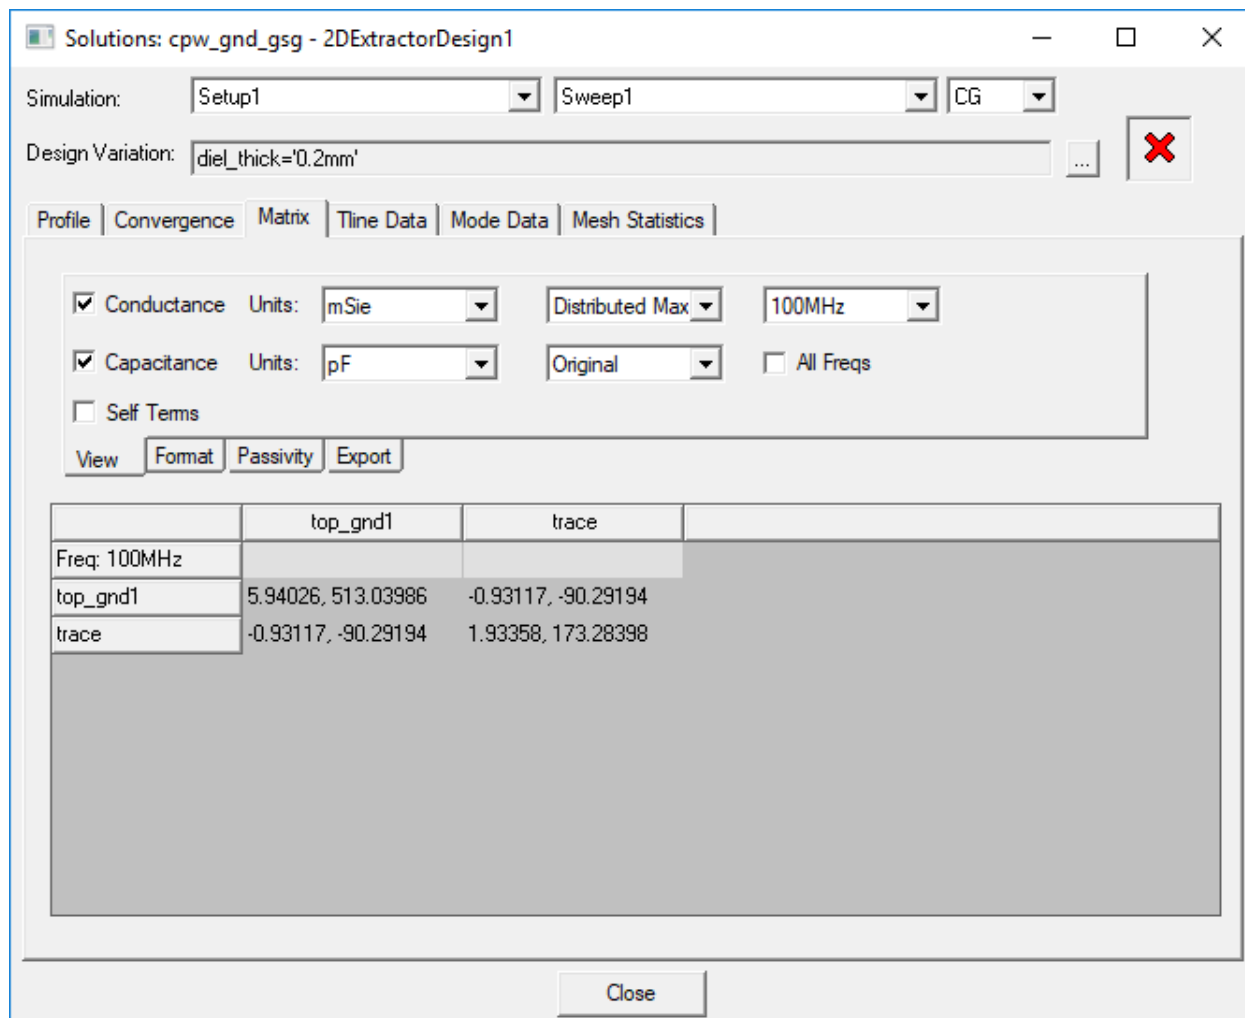 Solutions: cpw_gnd_gsg - 2DExtractorDesign1
Simulation: Setup1 Sweep1 CG
Design Variation: diel_thick='0.2mm' ...
Profile Convergence Matrix Tline Data Mode Data Mesh Statistics
Conductance Units: mSie Distributed Max 100MHz
Capacitance Units: pF Original All Freqs
Self Terms
View Format Passivity Export
top_gnd1 trace
Freq: 100MHz
top_gnd1 5.94026, 513.03986 -0.93117, -90.29194
trace -0.93117, -90.29194 1.93358, 173.28398
Close